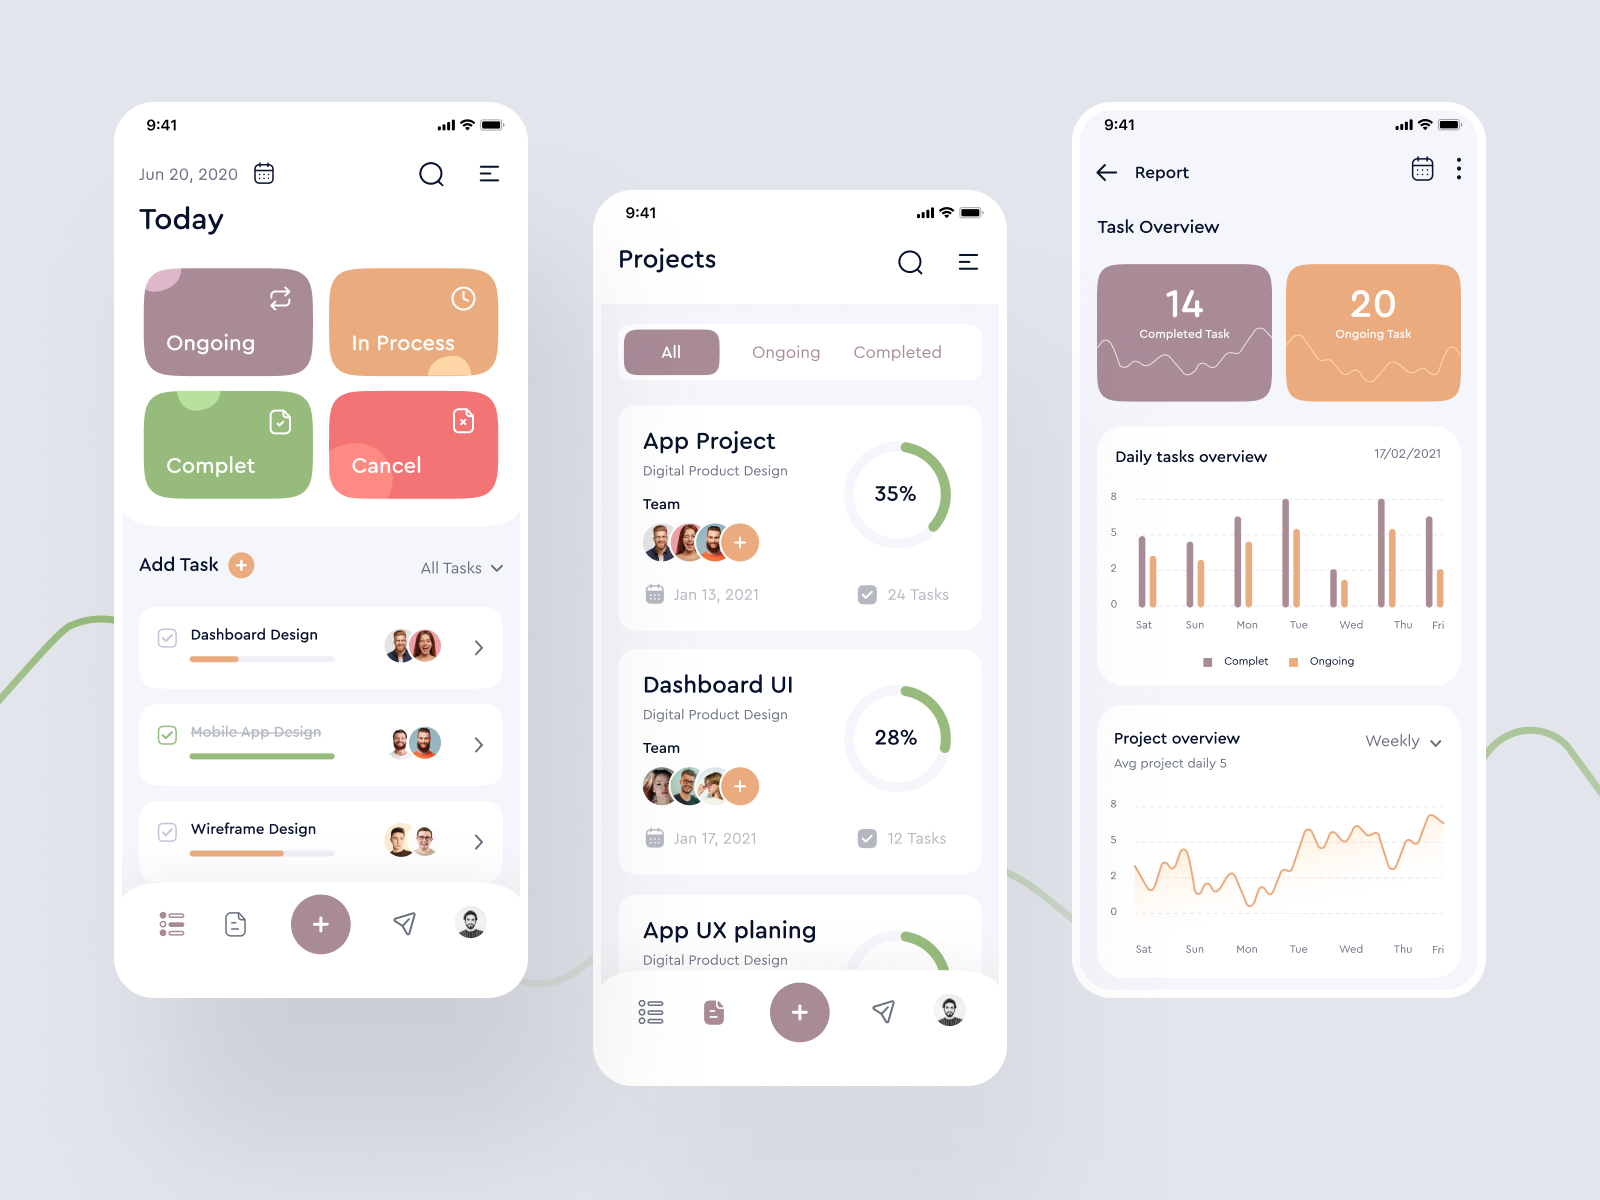 9:41
Jun 20, 2020
Today
Ongoing
In Process
Complet
Cancel
Add Task
All Tasks
Dashboard Design
Mobile App Design
Wireframe Design
9:41
Projects
All Ongoing Completed
App Project
Digital Product Design
Team
35%
Jan 13, 2021
24 Tasks
Dashboard UI
Digital Product Design
Team
28%
Jan 17, 2021
12 Tasks
App UX planing
Digital Product Design
9:41
Report
Task Overview
14
Completed Task
20
Ongoing Task
Daily tasks overview
17/02/2021
8
5
2
0
Sat Sun Mon Tue Wed Thu Fri
Complet Ongoing
Project overview
Weekly
Avg project daily 5
8
5
2
0
Sat Sun Mon Tue Wed Thu Fri